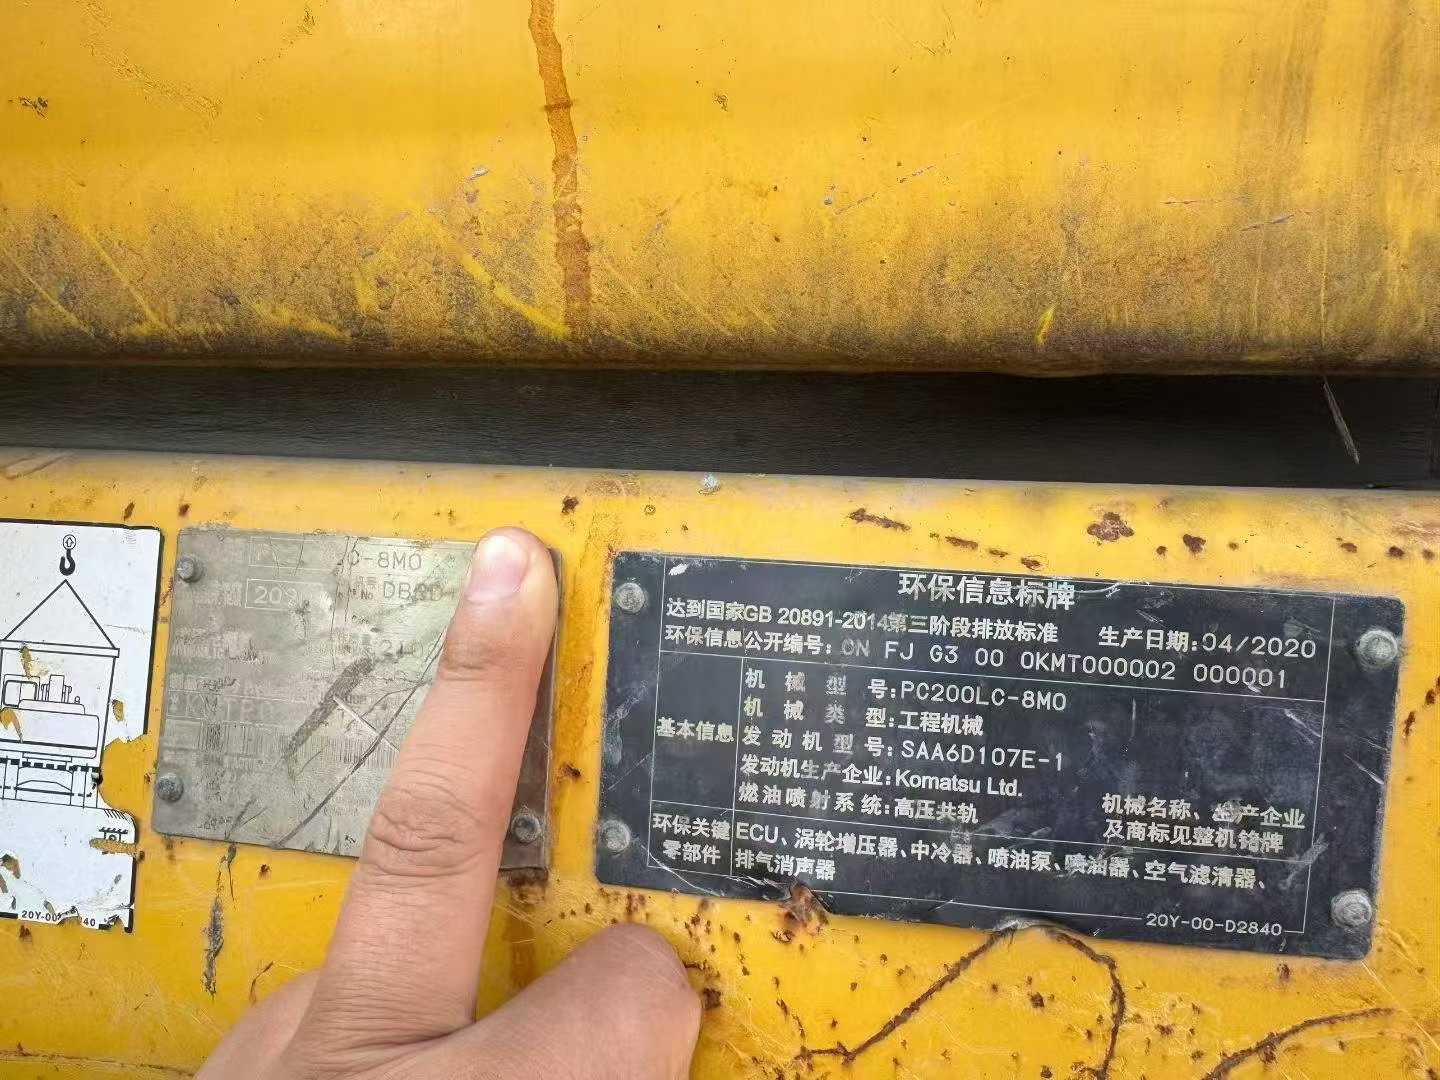 C-8M0
20
DB
210
环保信息标牌
达到国家GB 20891-2014第三阶段排放标准
生产日期:04/2020
环保信息公开编号: CN FJ G3 00 0KMT000002 000001
基本信息
机械型号:PC200LC-8M0
机械类型:工程机械
发动机型号:SAA6D107E-1
发动机生产企业:Komatsu Ltd.
燃油喷射系统:高压共轨
机械名称、生产企业
及商标见整机铭牌
环保关键
零部件
ECU、涡轮增压器、中冷器、喷油泵、喷油器、空气滤清器、
排气消声器
20Y-00-D2840
20Y-00 40